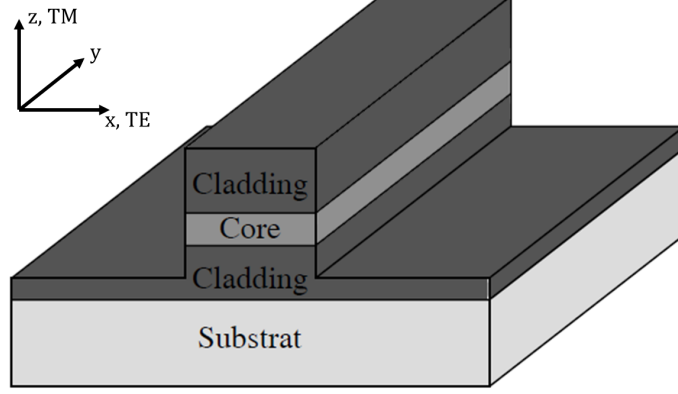 z, TM
y
x, TE
Cladding
Core
Cladding
Substrat